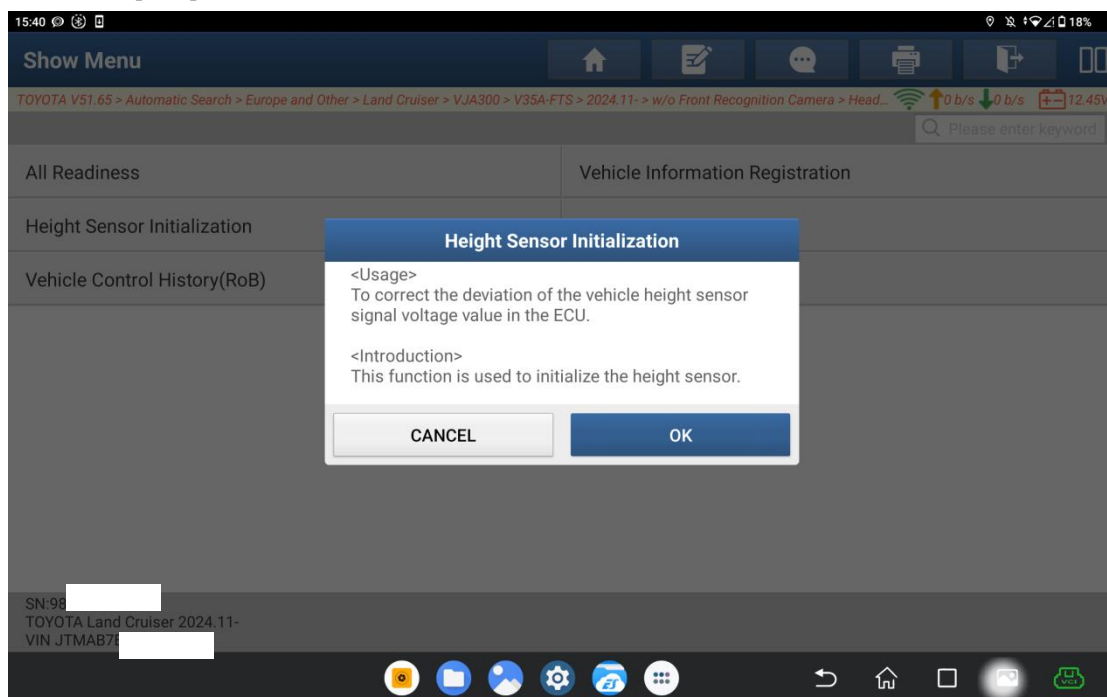 15:40
18%
Show Menu
TOYOTA V51.65 > Automatic Search > Europe and Other > Land Cruiser > VJA300 > V35A-FTS > 2024.11- > w/o Front Recognition Camera > Head...
0 b/s 0 b/s 12.45V
Please enter keyword
All Readiness
Vehicle Information Registration
Height Sensor Initialization
Vehicle Control History(RoB)
Height Sensor Initialization
<Usage>
To correct the deviation of the vehicle height sensor
signal voltage value in the ECU.
<Introduction>
This function is used to initialize the height sensor.
CANCEL
OK
SN:98
TOYOTA Land Cruiser 2024.11-
VIN JTMAB7
ES
VCI